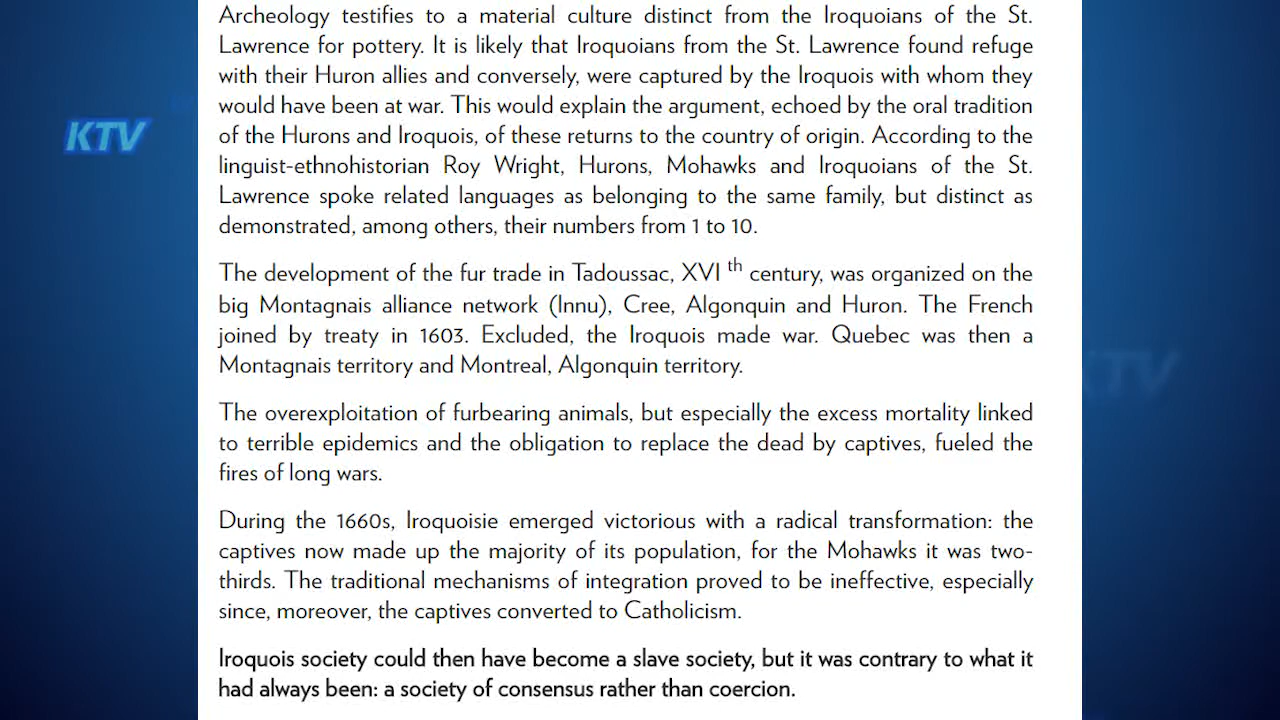 Archeology testifies to a material culture distinct from the Iroquoians of the St.
Lawrence for pottery. It is likely that Iroquoians from the St. Lawrence found refuge
with their Huron allies and conversely, were captured by the Iroquois with whom they
would have been at war. This would explain the argument, echoed by the oral tradition
of the Hurons and Iroquois, of these returns to the country of origin. According to the
linguist-ethnohistorian Roy Wright, Hurons, Mohawks and Iroquoians of the St.
Lawrence spoke related languages as belonging to the same family, but distinct as
demonstrated, among others, their numbers from 1 to 10.
The development of the fur trade in Tadoussac, XVI th century, was organized on the
big Montagnais alliance network (Innu), Cree, Algonquin and Huron. The French
joined by treaty in 1603. Excluded, the Iroquois made war. Quebec was then a
Montagnais territory and Montreal, Algonquin territory.
The overexploitation of furbearing animals, but especially the excess mortality linked
to terrible epidemics and the obligation to replace the dead by captives, fueled the
fires of long wars.
During the 1660s, Iroquoisie emerged victorious with a radical transformation: the
captives now made up the majority of its population, for the Mohawks it was two-
thirds. The traditional mechanisms of integration proved to be ineffective, especially
since, moreover, the captives converted to Catholicism.
Iroquois society could then have become a slave society, but it was contrary to what it
had always been: a society of consensus rather than coercion.
KTV
KTV